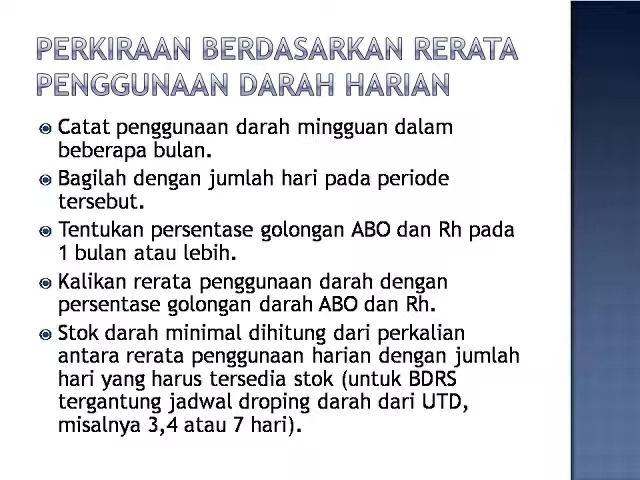 PERKIRAAN BERDASARKAN RERATA
PENGGUNAAN DARAH HARIAN
Catat penggunaan darah mingguan dalam
beberapa bulan.
Bagilah dengan jumlah hari pada periode
tersebut.
Tentukan persentase golongan ABO dan Rh pada
1 bulan atau lebih.
Kalikan rerata penggunaan darah dengan
persentase golongan darah ABO dan Rh.
Stok darah minimal dihitung dari perkalian
antara rerata penggunaan harian dengan jumlah
hari yang harus tersedia stok (untuk BDRS
tergantung jadwal droping darah dari UTD,
misalnya 3,4 atau 7 hari).